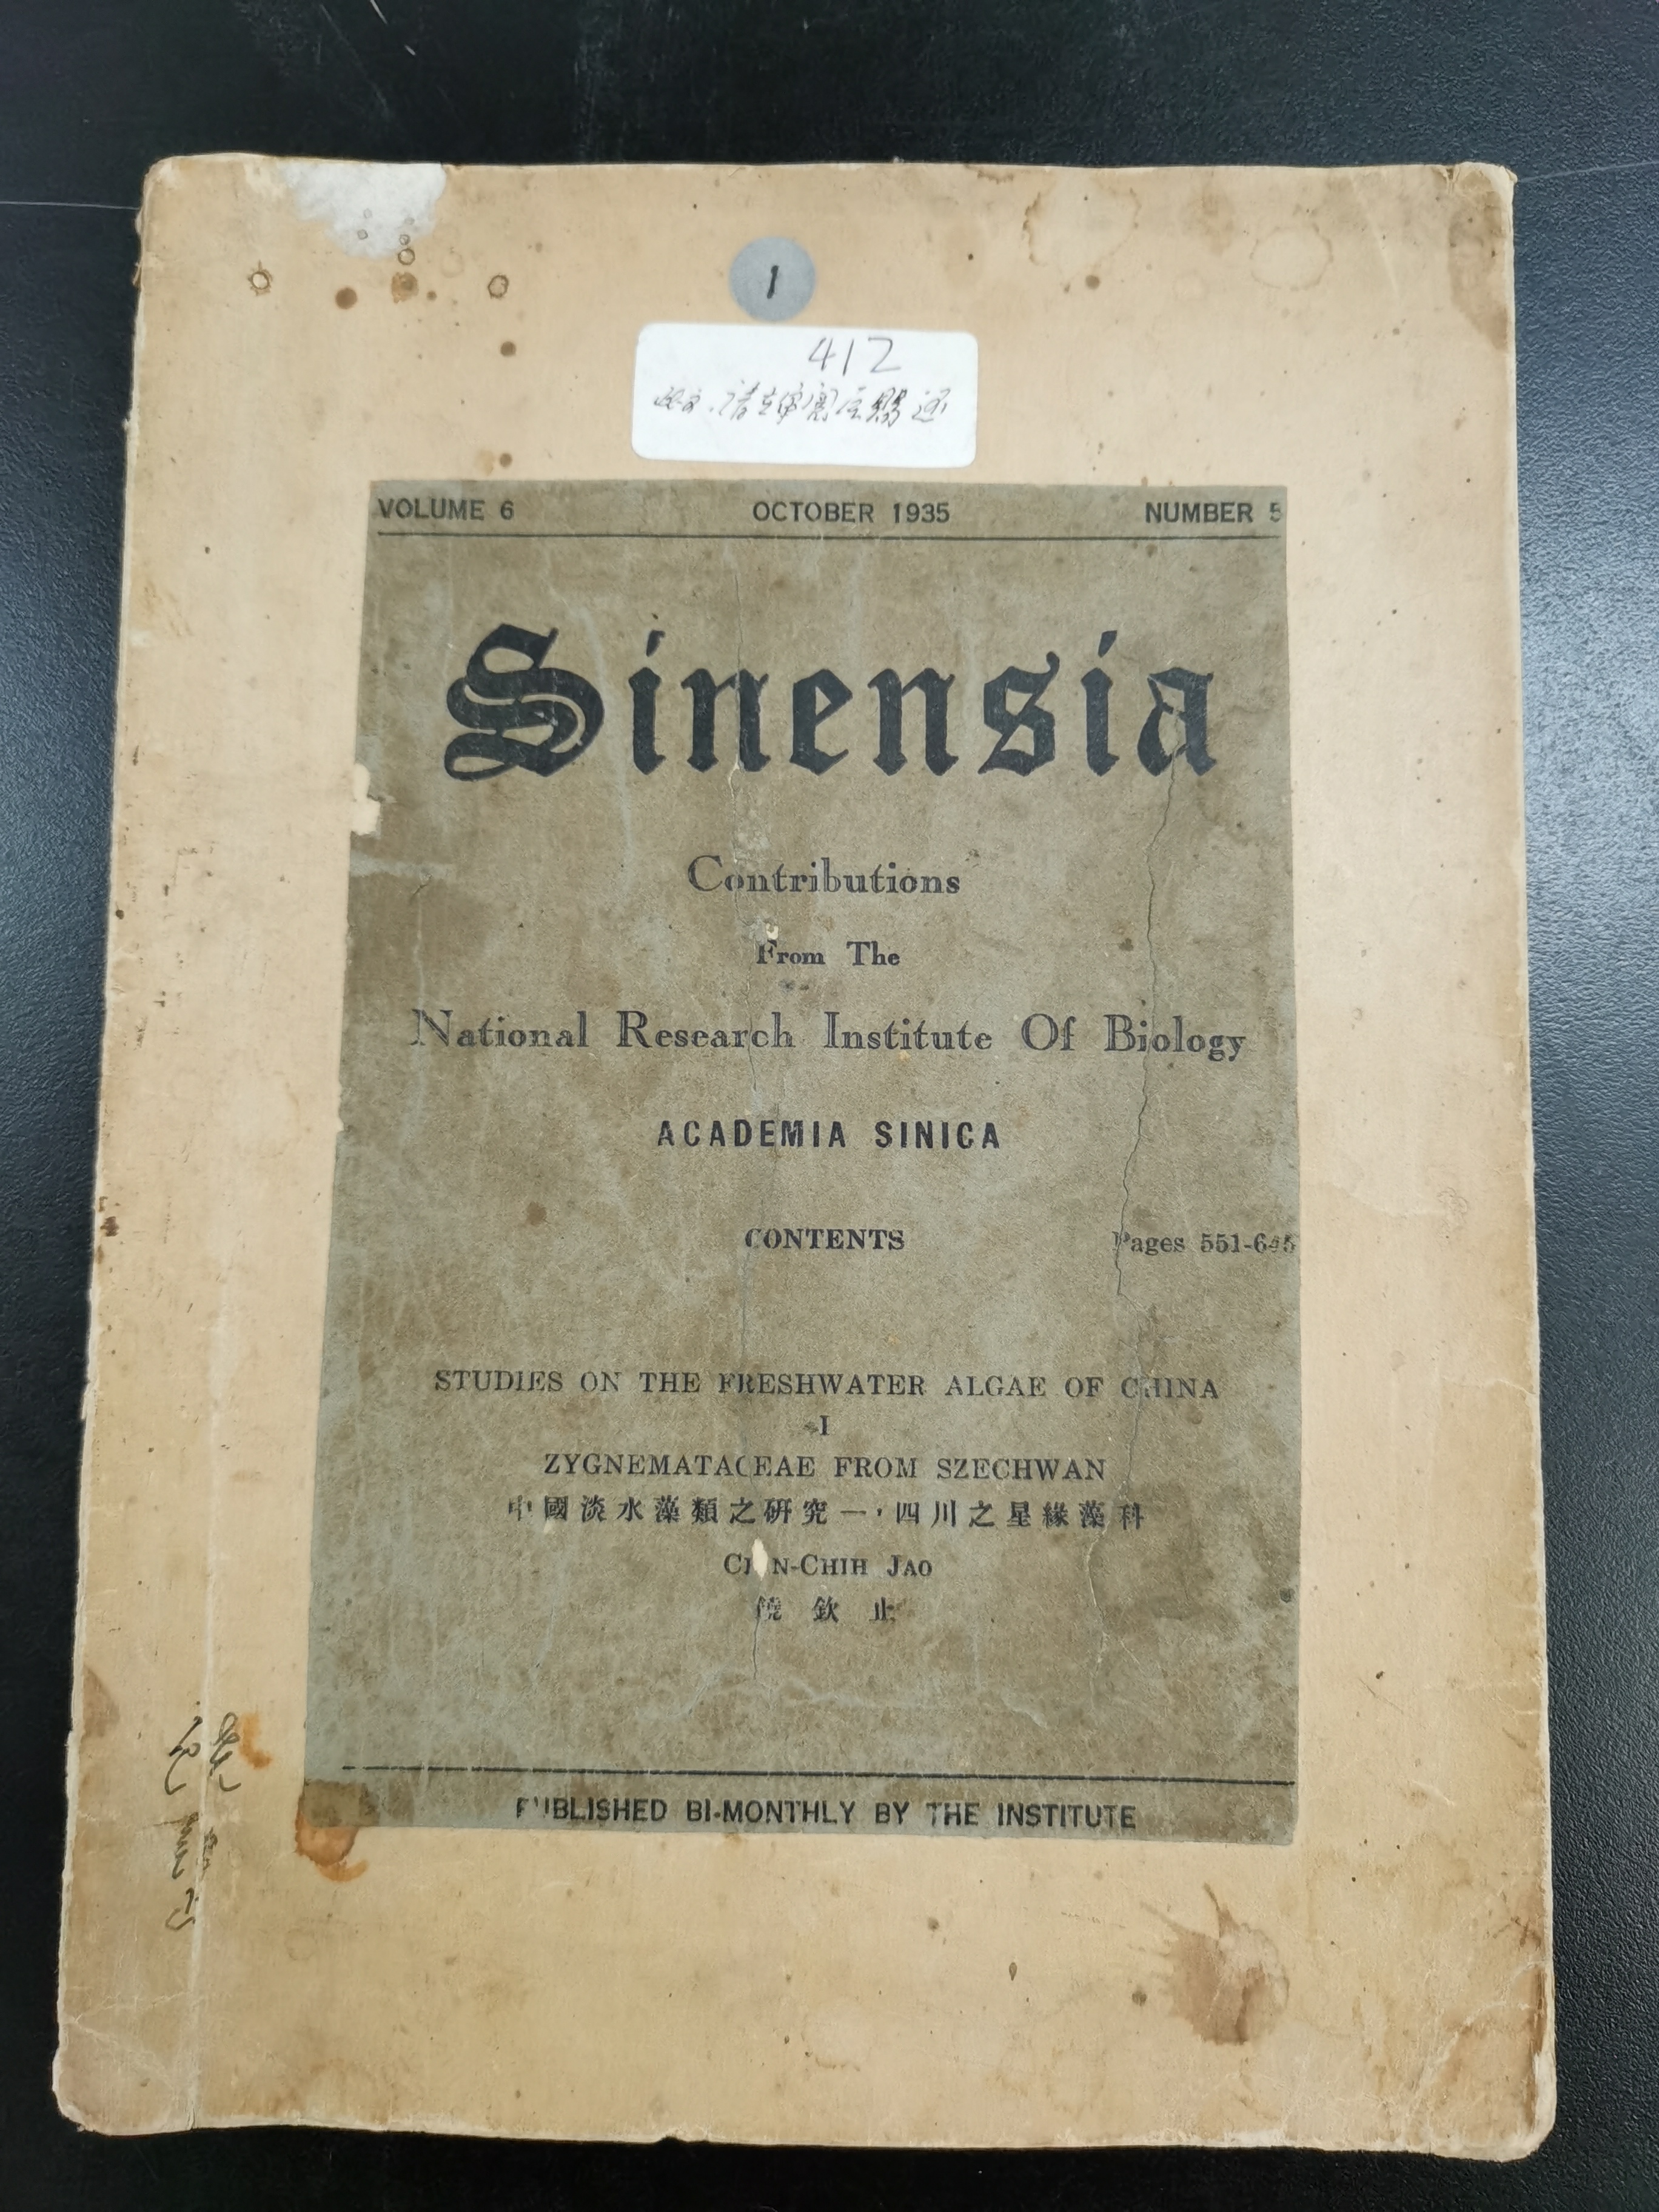 1
412
VOLUME 6 OCTOBER 1935 NUMBER 5
Sinensia
Contributions
From The
National Research Institute Of Biology
ACADEMIA SINICA
CONTENTS Pages 551-645
STUDIES ON THE FRESHWATER ALGAE OF CHINA
I
ZYGNEMATACEAE FROM SZECHWAN
中國淡水藻類之研究一，四川之星緣藻科
CHIN-CHIH JAO
饒欽止
PUBLISHED BI-MONTHLY BY THE INSTITUTE